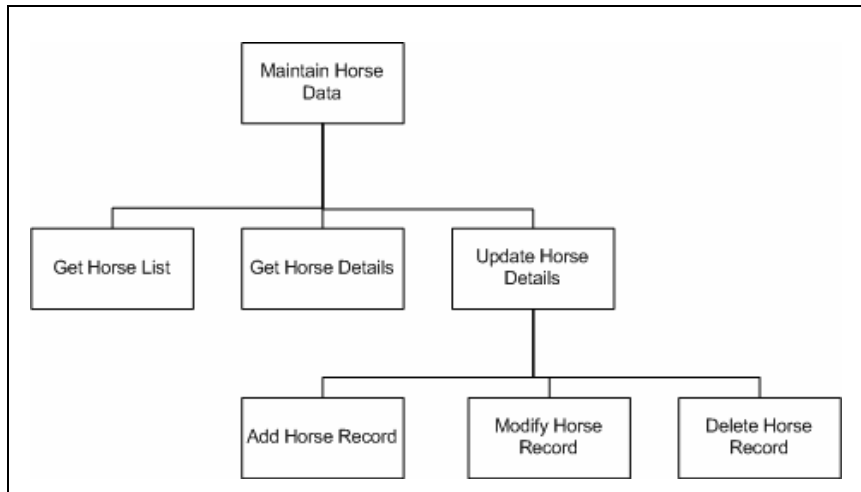 Maintain Horse
Data
Get Horse List
Get Horse Details
Update Horse
Details
Add Horse Record
Modify Horse
Record
Delete Horse
Record